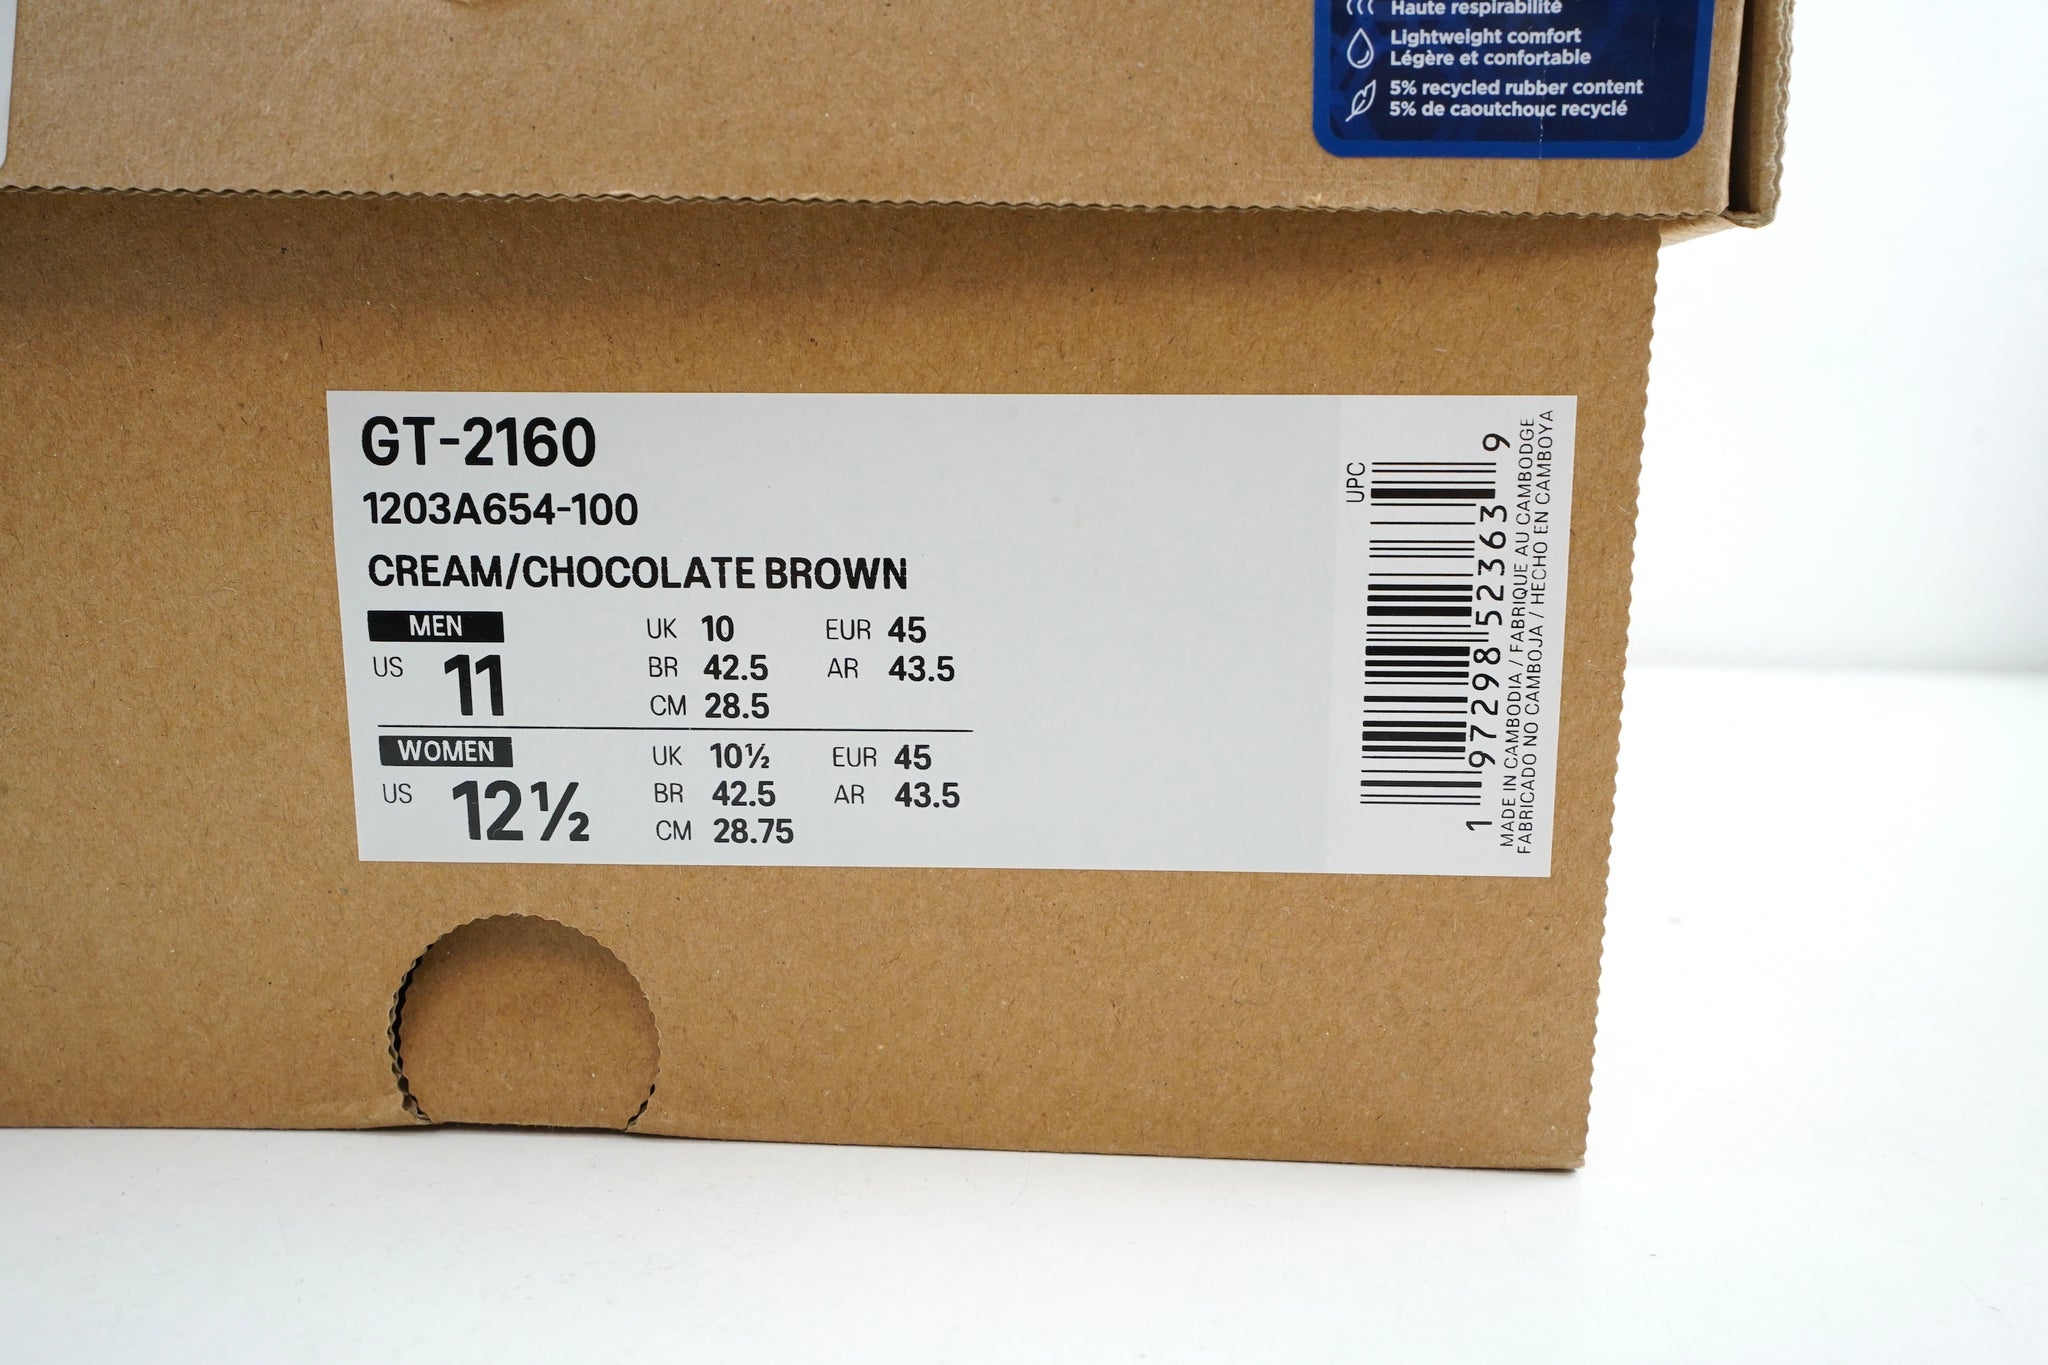 Haute respirabilité
Lightweight comfort
Légère et confortable
5% recycled rubber content
5% de caoutchouc recyclé
GT-2160
1203A654-100
CREAM/CHOCOLATE BROWN
MEN
US 11
UK 10 EUR 45
BR 42.5 AR 43.5
CM 28.5
WOMEN
US 12½
UK 10½ EUR 45
BR 42.5 AR 43.5
CM 28.75
UPC
1 97298 52363 9
MADE IN CAMBODIA / FABRIQUE AU CAMBODGE
FABRICADO NO CAMBOJA / HECHO EN CAMBOYA